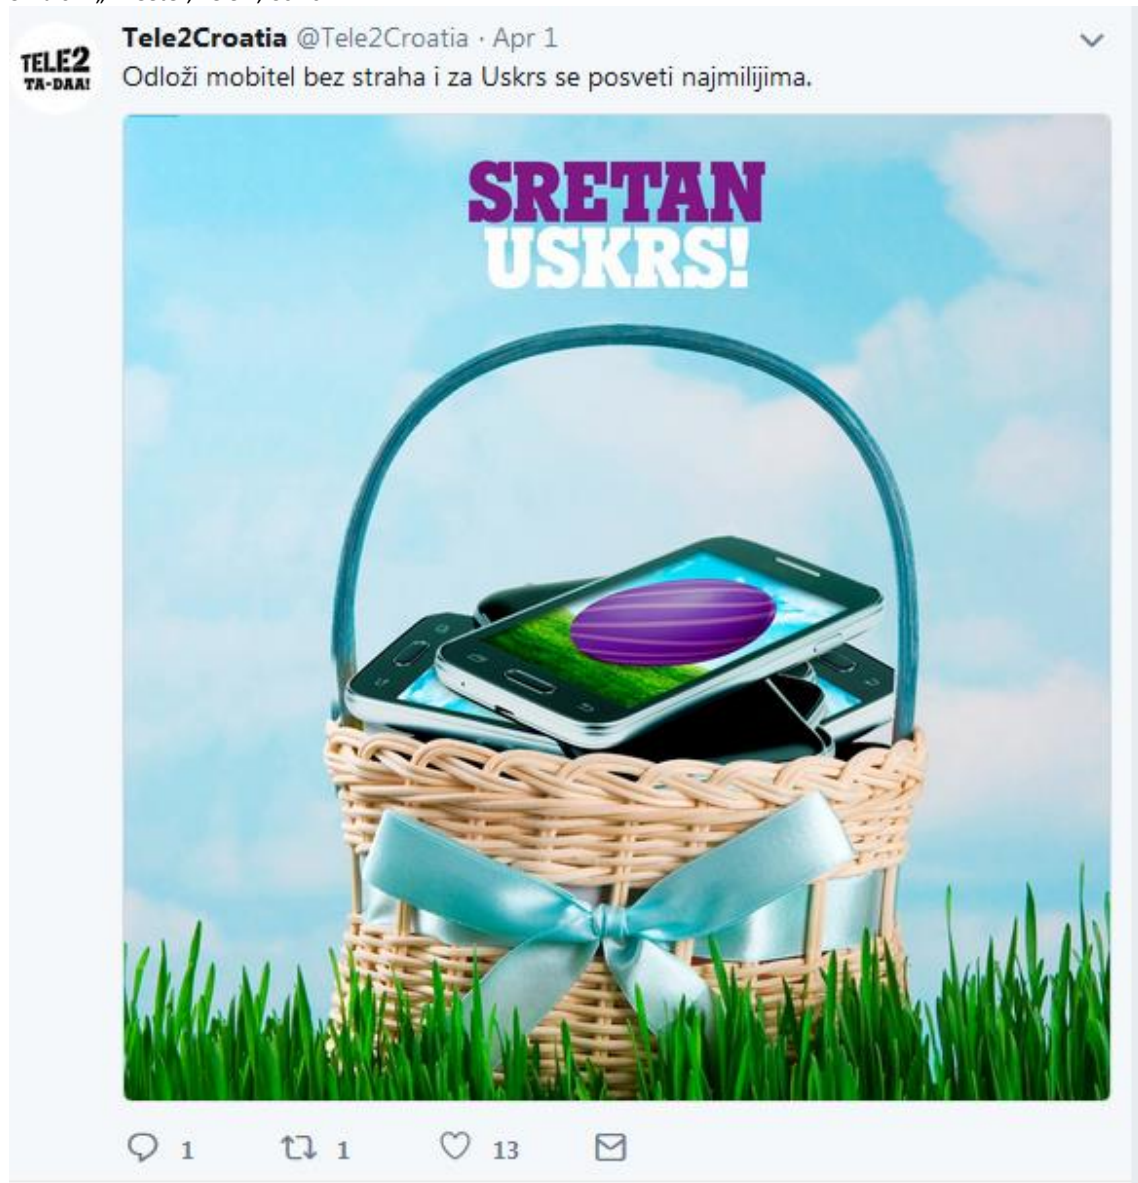 Tele2Croatia @Tele2Croatia · Apr 1
TELE2
TA-DAA!
Odloži mobitel bez straha i za Uskrs se posveti najmilijima.
SRETAN
USKRS!
1 1 13